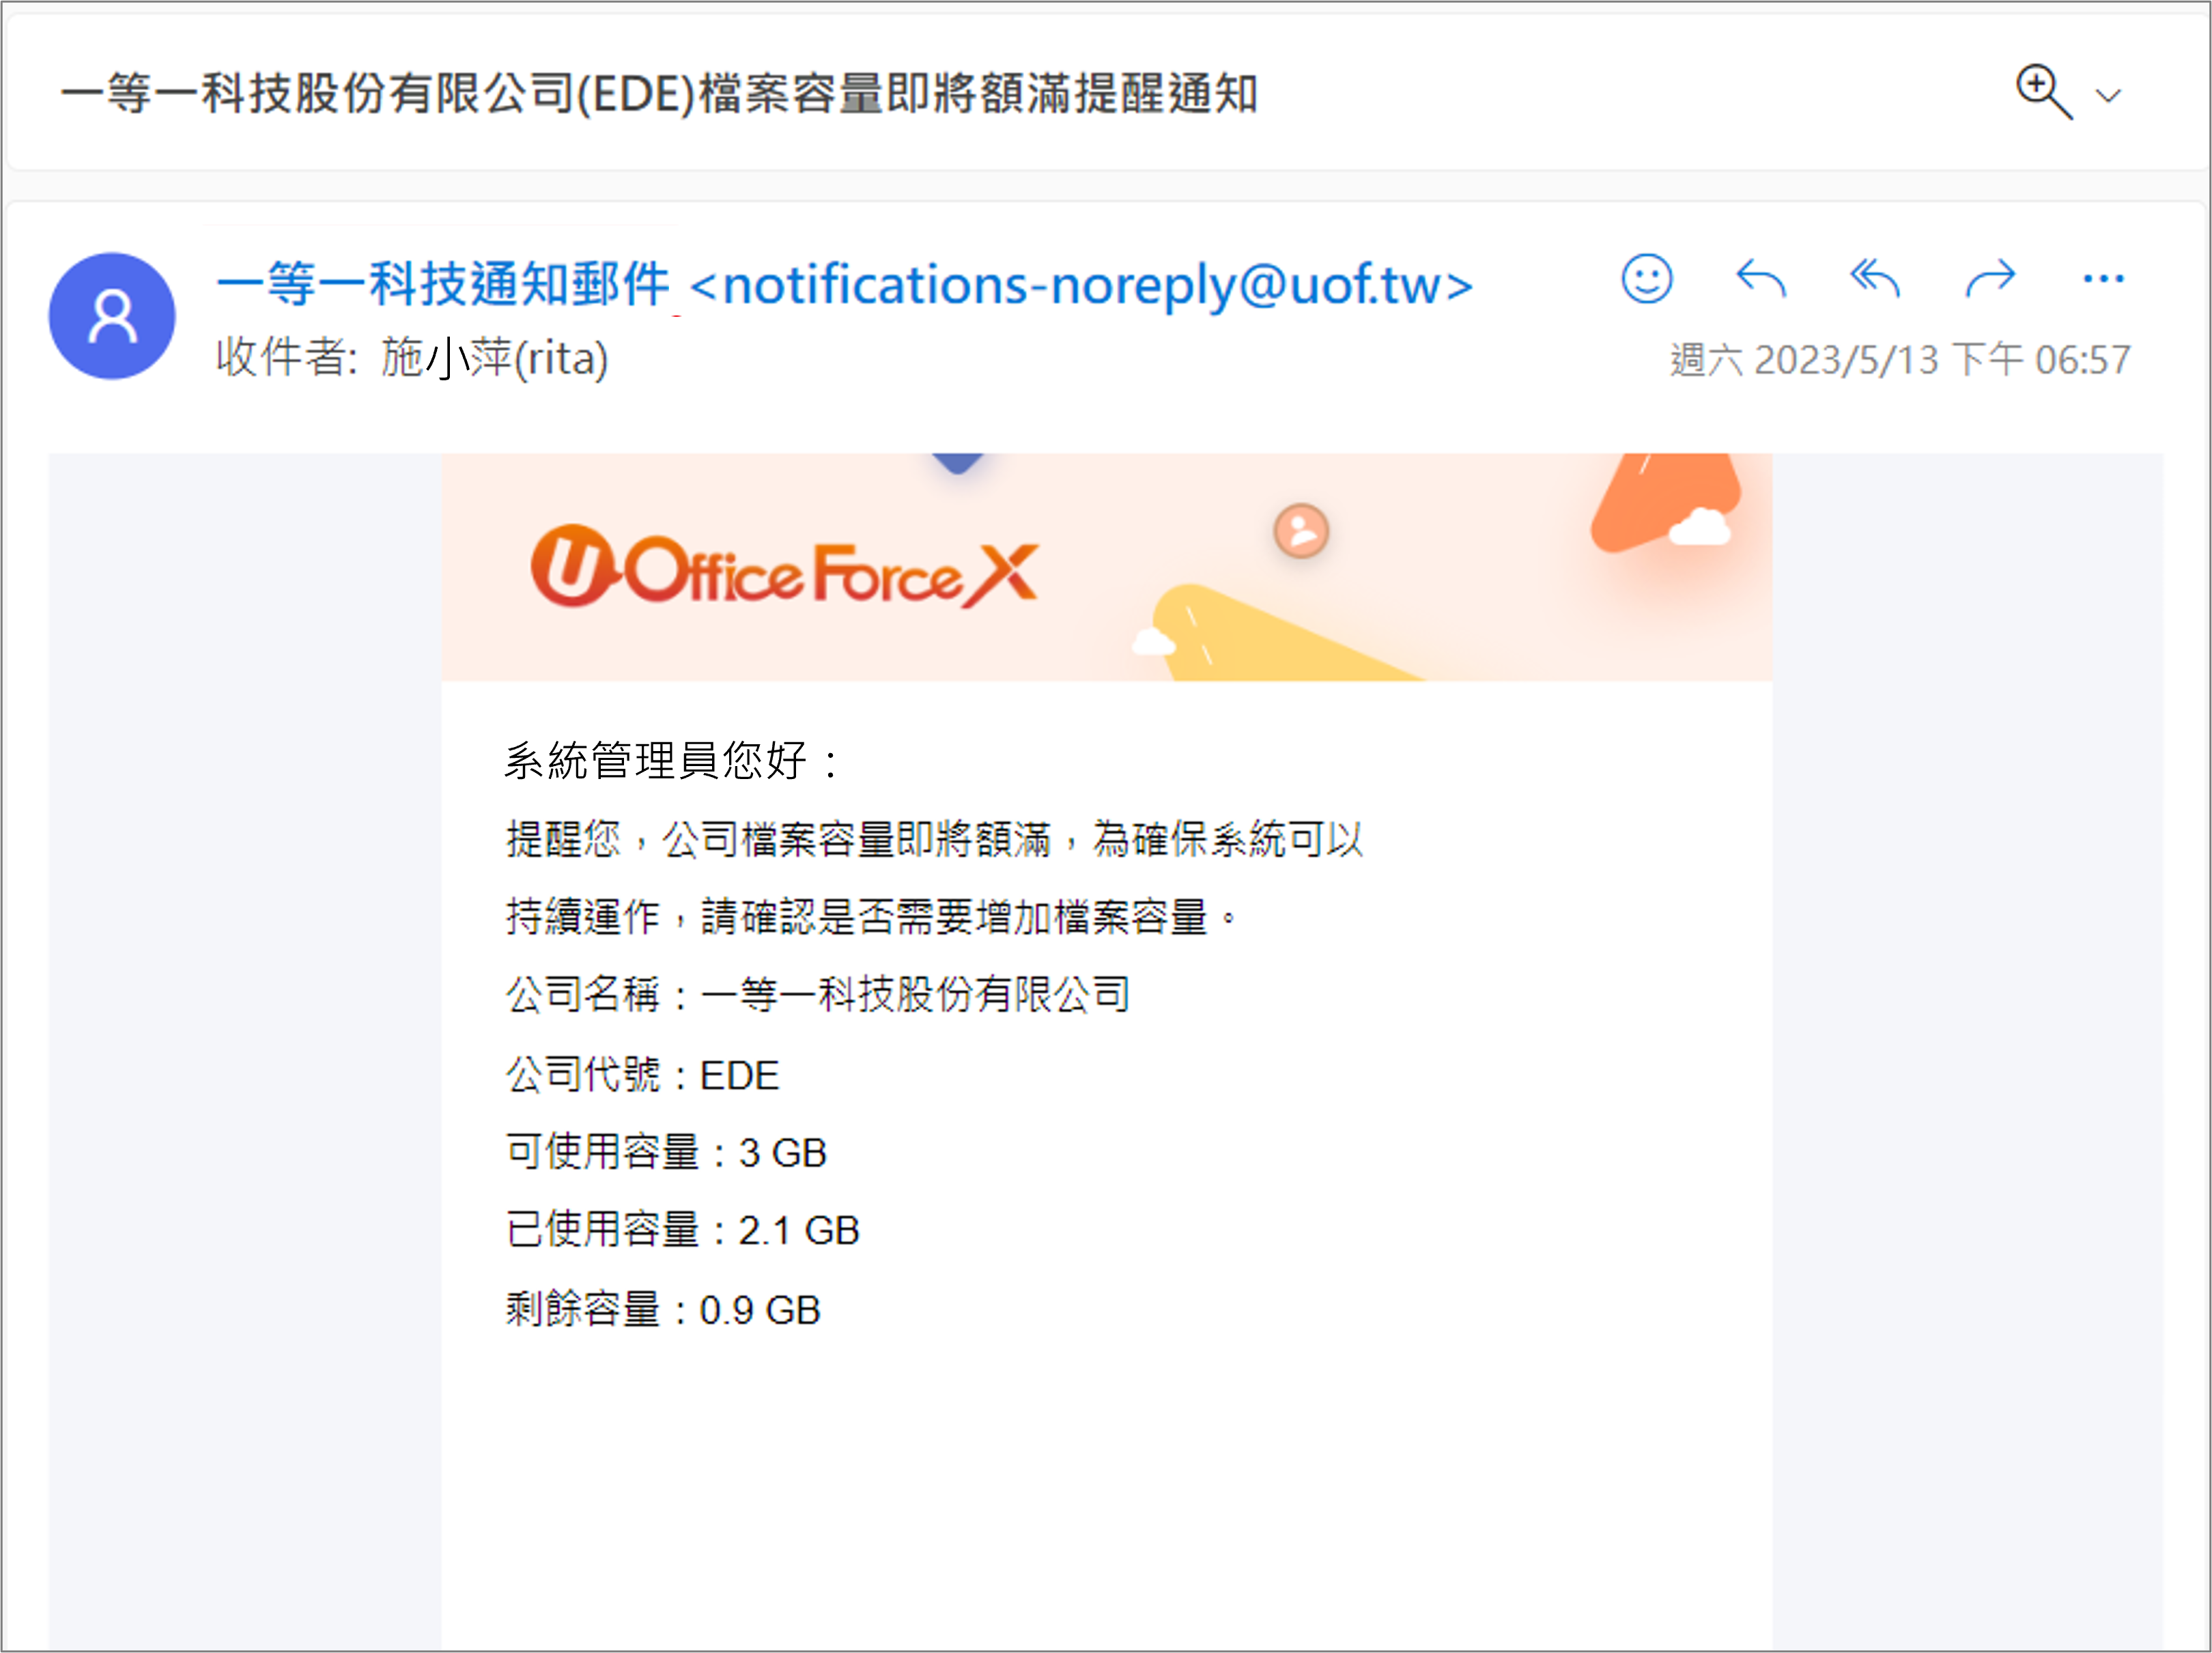 一等一科技股份有限公司(EDE)檔案容量即將額滿提醒通知
一等一科技通知郵件 <notifications-noreply@uof.tw>
收件者: 施小萍(rita)
週六 2023/5/13 下午 06:57
U-Office Force X
系統管理員您好：
提醒您，公司檔案容量即將額滿，為確保系統可以
持續運作，請確認是否需要增加檔案容量。
公司名稱：一等一科技股份有限公司
公司代號：EDE
可使用容量：3 GB
已使用容量：2.1 GB
剩餘容量：0.9 GB